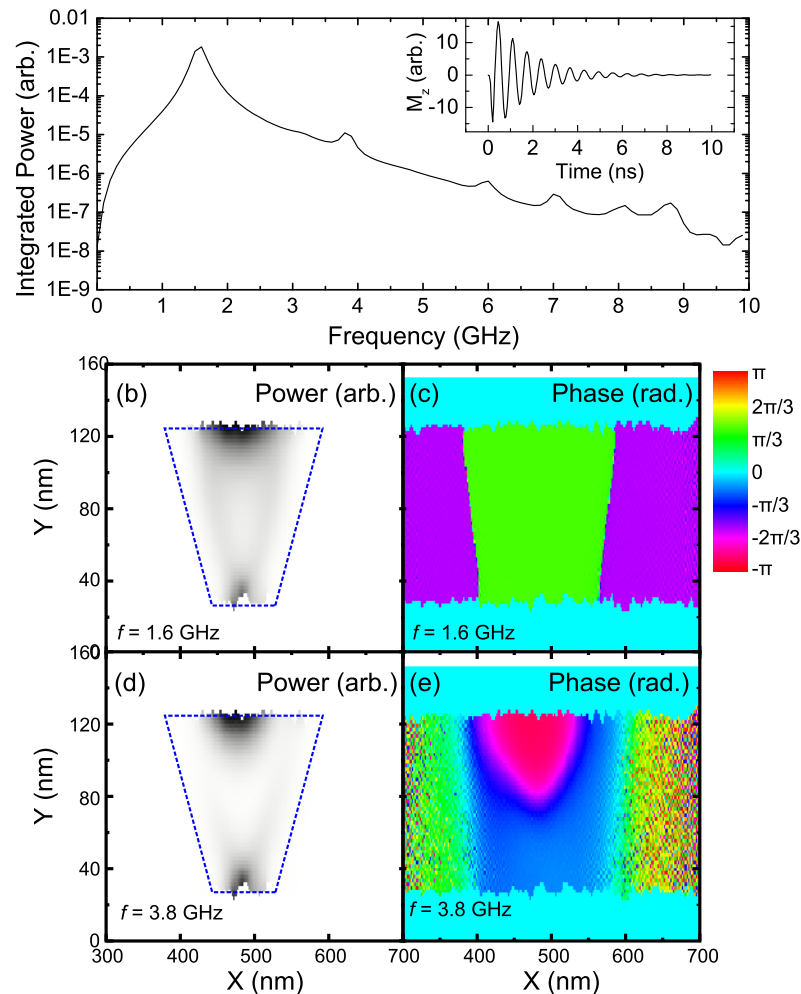 0.01
1E-3
1E-4
1E-5
1E-6
1E-7
1E-8
1E-9
Integrated Power (arb.)
0 1 2 3 4 5 6 7 8 9 10
Frequency (GHz)
10
0
-10
Mz (arb.)
0 2 4 6 8 10
Time (ns)
160
120
80
40
Y (nm)
(b) Power (arb.)
f = 1.6 GHz
(c) Phase (rad.)
f = 1.6 GHz
π
2π/3
π/3
0
-π/3
-2π/3
-π
160
120
80
40
0
Y (nm)
(d) Power (arb.)
f = 3.8 GHz
(e) Phase (rad.)
f = 3.8 GHz
300 400 500 600 700 400 500 600 700
X (nm) X (nm)